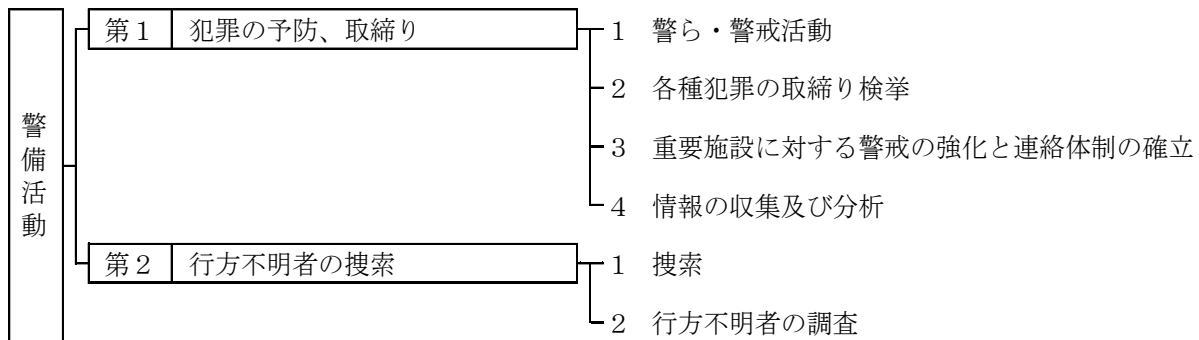 警備活動
第1 犯罪の予防、取締り
1 警ら・警戒活動
2 各種犯罪の取締り検挙
3 重要施設に対する警戒の強化と連絡体制の確立
4 情報の収集及び分析
第2 行方不明者の捜索
1 捜索
2 行方不明者の調査